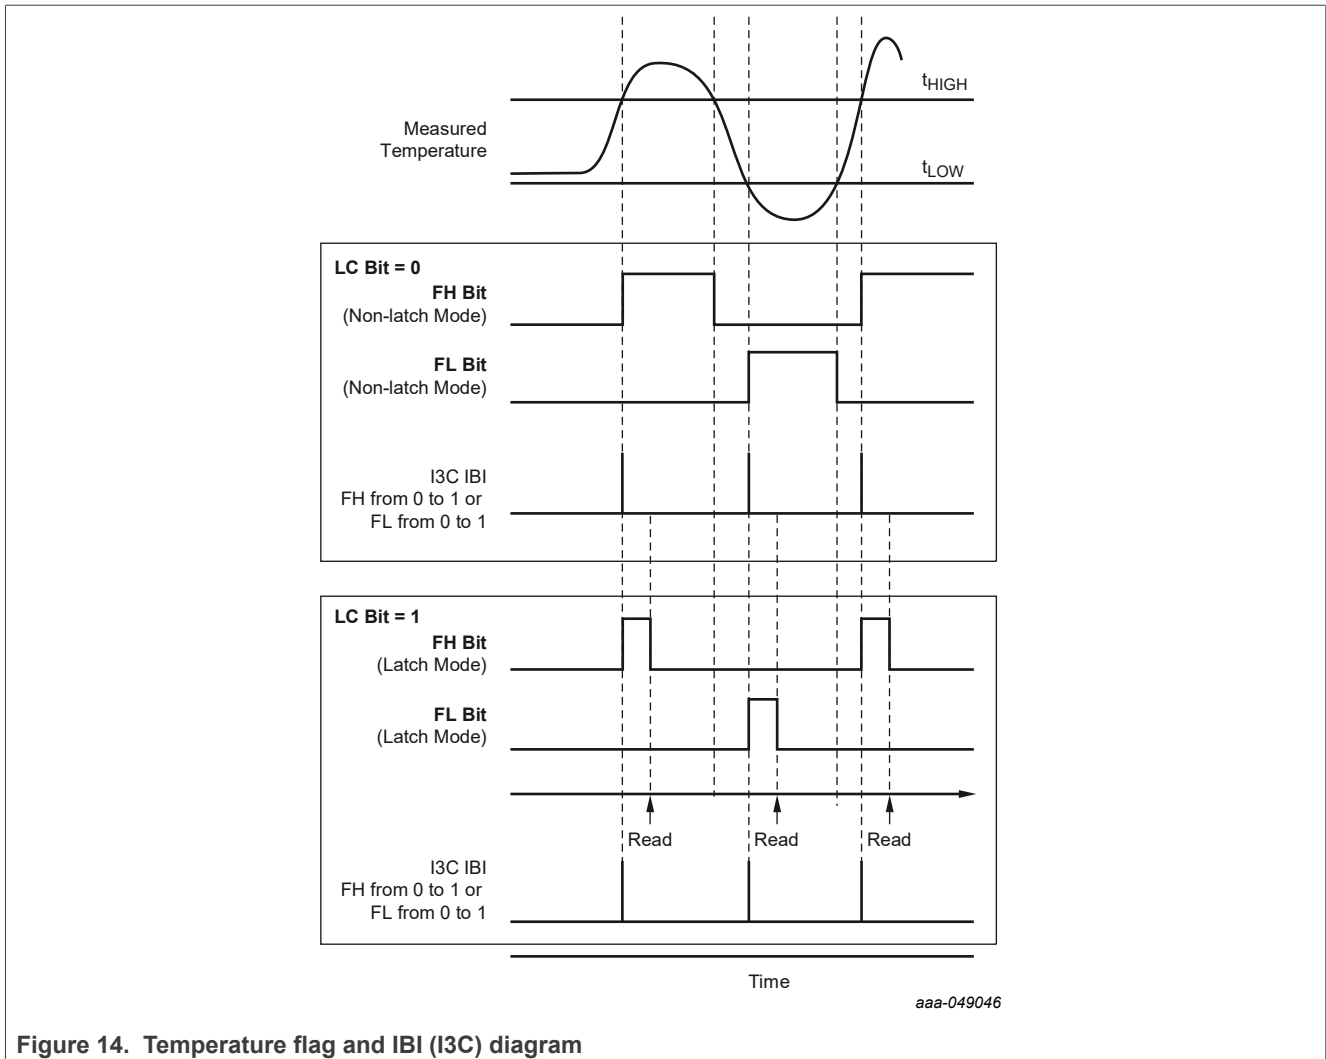 tHIGH
Measured
Temperature
tLOW
LC Bit = 0
FH Bit
(Non-latch Mode)
FL Bit
(Non-latch Mode)
I3C IBI
FH from 0 to 1 or
FL from 0 to 1
LC Bit = 1
FH Bit
(Latch Mode)
FL Bit
(Latch Mode)
Read Read Read
I3C IBI
FH from 0 to 1 or
FL from 0 to 1
Time
aaa-049046
Figure 14. Temperature flag and IBI (I3C) diagram